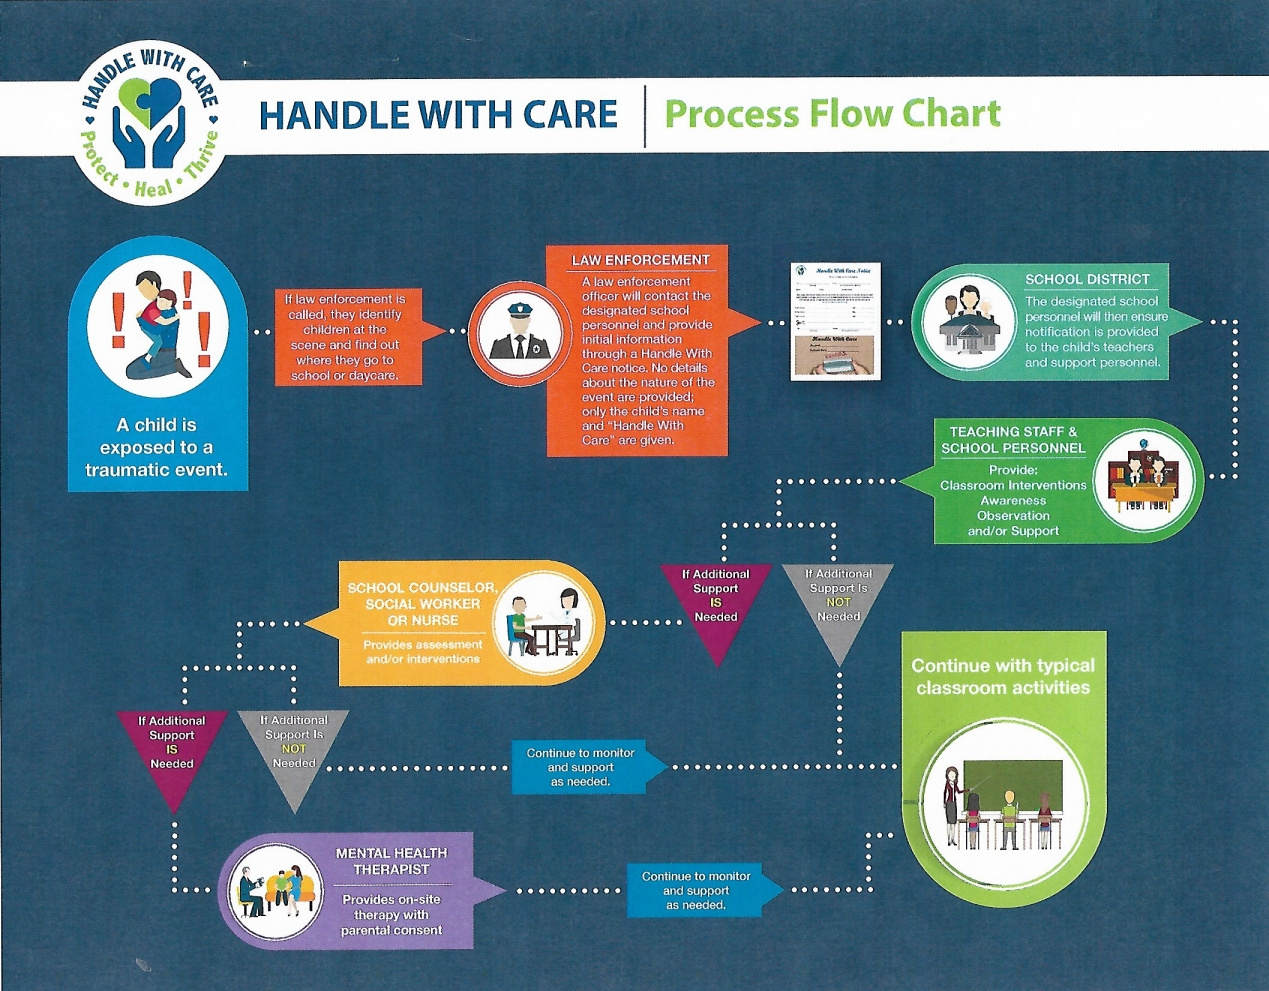 HANDLE WITH CARE
Protect • Heal • Thrive
HANDLE WITH CARE
Process Flow Chart
A child is
exposed to a
traumatic event.
If law enforcement is
called, they identify
children at the
scene and find out
where they go to
school or daycare.
LAW ENFORCEMENT
A law enforcement
officer will contact the
designated school
personnel and provide
initial information
through a Handle With
Care notice. No details
about the nature of the
event are provided;
only the child's name
and "Handle With
Care" are given.
Handle With Care Notice
Handle With Care
SCHOOL DISTRICT
The designated school
personnel will then ensure
notification is provided
to the child's teachers
and support personnel.
TEACHING STAFF &
SCHOOL PERSONNEL
Provide:
Classroom Interventions
Awareness
Observation
and/or Support
If Additional
Support
IS
Needed
If Additional
Support Is
NOT
Needed
SCHOOL COUNSELOR,
SOCIAL WORKER
OR NURSE
Provides assessment
and/or interventions
If Additional
Support
IS
Needed
If Additional
Support Is
NOT
Needed
Continue to monitor
and support
as needed.
Continue with typical
classroom activities
MENTAL HEALTH
THERAPIST
Provides on-site
therapy with
parental consent
Continue to monitor
and support
as needed.